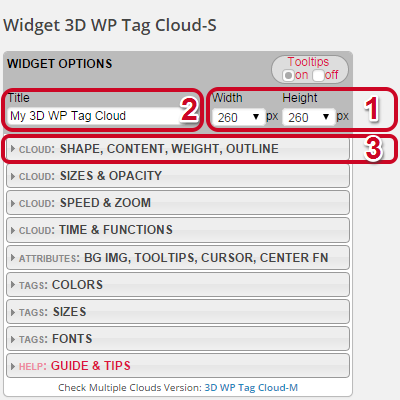 Widget 3D WP Tag Cloud-S
WIDGET OPTIONS
Tooltips
on off
Title Width Height
My 3D WP Tag Cloud 2 260 px 260 px 1
CLOUD: SHAPE, CONTENT, WEIGHT, OUTLINE 3
CLOUD: SIZES & OPACITY
CLOUD: SPEED & ZOOM
CLOUD: TIME & FUNCTIONS
ATTRIBUTES: BG IMG, TOOLTIPS, CURSOR, CENTER FN
TAGS: COLORS
TAGS: SIZES
TAGS: FONTS
HELP: GUIDE & TIPS
Check Multiple Clouds Version: 3D WP Tag Cloud-M